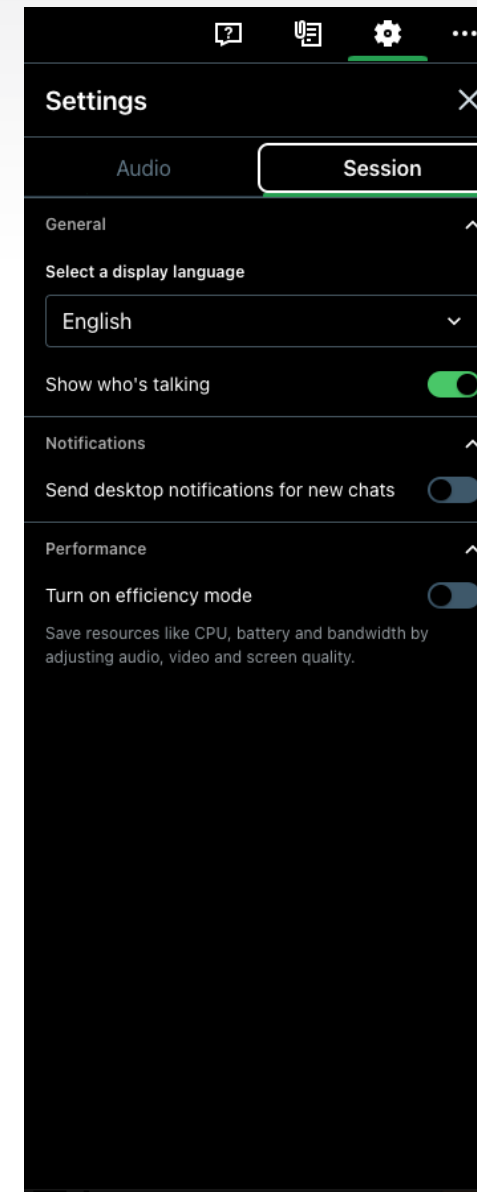 ?
Settings
Audio
Session
General
Select a display language
English
Show who's talking
Notifications
Send desktop notifications for new chats
Performance
Turn on efficiency mode
Save resources like CPU, battery and bandwidth by
adjusting audio, video and screen quality.